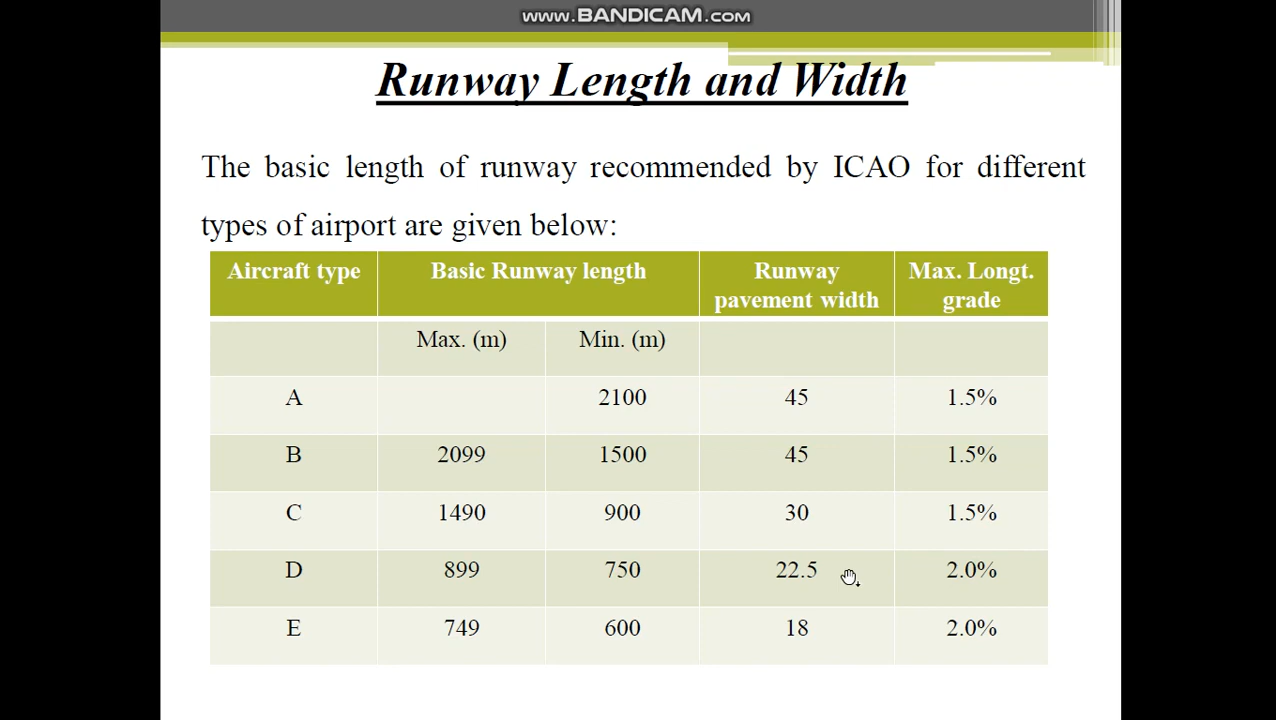 www.BANDICAM.com
Runway Length and Width
The basic length of runway recommended by ICAO for different
types of airport are given below:
Aircraft type Basic Runway length Runway pavement width Max. Longt. grade
Max. (m) Min. (m)
A 2100 45 1.5%
B 2099 1500 45 1.5%
C 1490 900 30 1.5%
D 899 750 22.5 2.0%
E 749 600 18 2.0%